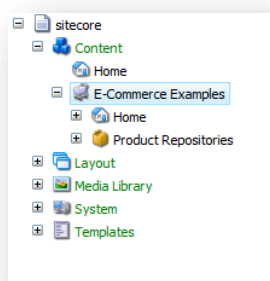 sitecore
Content
Home
E-Commerce Examples
Home
Product Repositories
Layout
Media Library
System
Templates